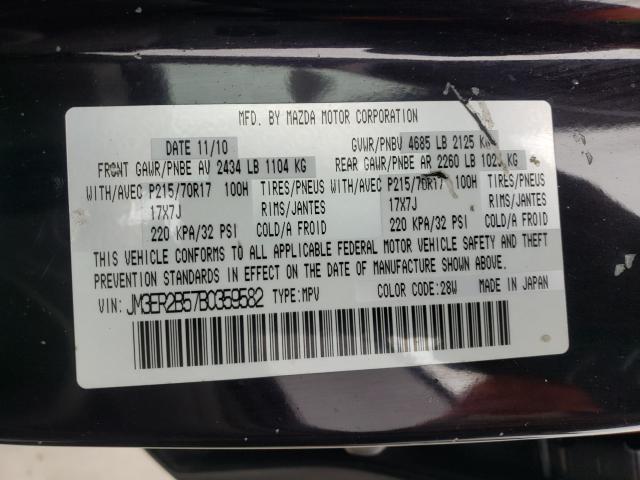 MFD. BY MAZDA MOTOR CORPORATION
DATE 11/10 GVWR/PNBV 4685 LB 2125
FRONT GAWR/PNBE AV 2434 LB 1104 KG REAR GAWR/PNBE AR 2260 LB KG
WITH/AVEC P215/70R17 100H TIRES/PNEUS WITH/AVEC P215/70R17 100H TIRES/PNEUS
17X7J RIMS/JANTES 17X7J RIMS/JANTES
220 KPA/32 PSI COLD/A FROID 220 KPA/32 PSI COLD/A FROID
THIS VEHICLE CONFORMS TO ALL APPLICABLE FEDERAL MOTOR VEHICLE SAFETY AND THEFT
PREVENTION STANDARDS IN EFFECT ON THE DATE OF MANUFACTURE SHOWN ABOVE.
VIN: JM3ER2B57B0359582 TYPE: MPV COLOR CODE: 28W MADE IN JAPAN